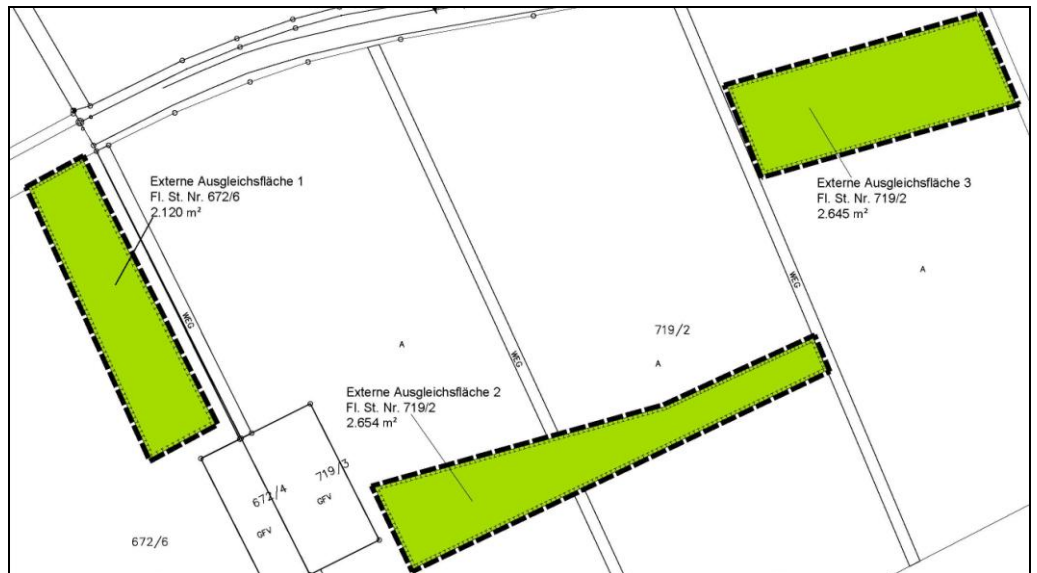 Externe Ausgleichsfläche 1
Fl. St. Nr. 672/6
2.120 m²
Externe Ausgleichsfläche 3
Fl. St. Nr. 719/2
2.645 m²
A
WEG
WEG
719/2
A
A
WEG
Externe Ausgleichsfläche 2
Fl. St. Nr. 719/2
2.654 m²
719/3
672/4
GFV
GFV
672/6